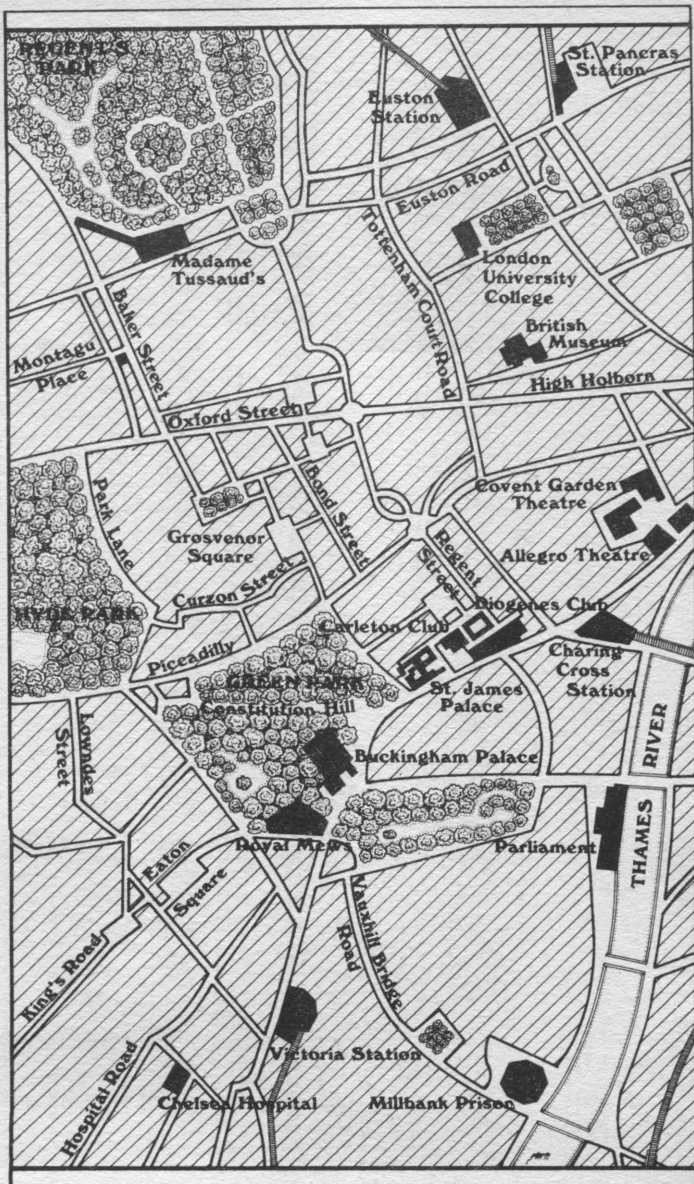 REGENT'S
PARK
St. Pancras
Station
Euston
Station
Euston Road
Tottenham Court Road
Madame
Tussaud's
London
University
College
Baker Street
British
Museum
Montagu
Place
High Holborn
Oxford Street
Park Lane
Bond Street
Covent Garden
Theatre
Grosvenor
Square
Regent
Street
Allegro Theatre
Curzon Street
Diogenes Club
HYDE PARK
Carleton Club
Piccadilly
Charing
Cross
Station
GREEN PARK
St. James
Palace
Constitution Hill
Lownde's
Street
Buckingham Palace
THAMES RIVER
Royal Mews
Parliament
Eaton
Square
Vauxhill Bridge
Road
King's Road
Victoria Station
Hospital Road
Chelsea Hospital
Millbank Prison